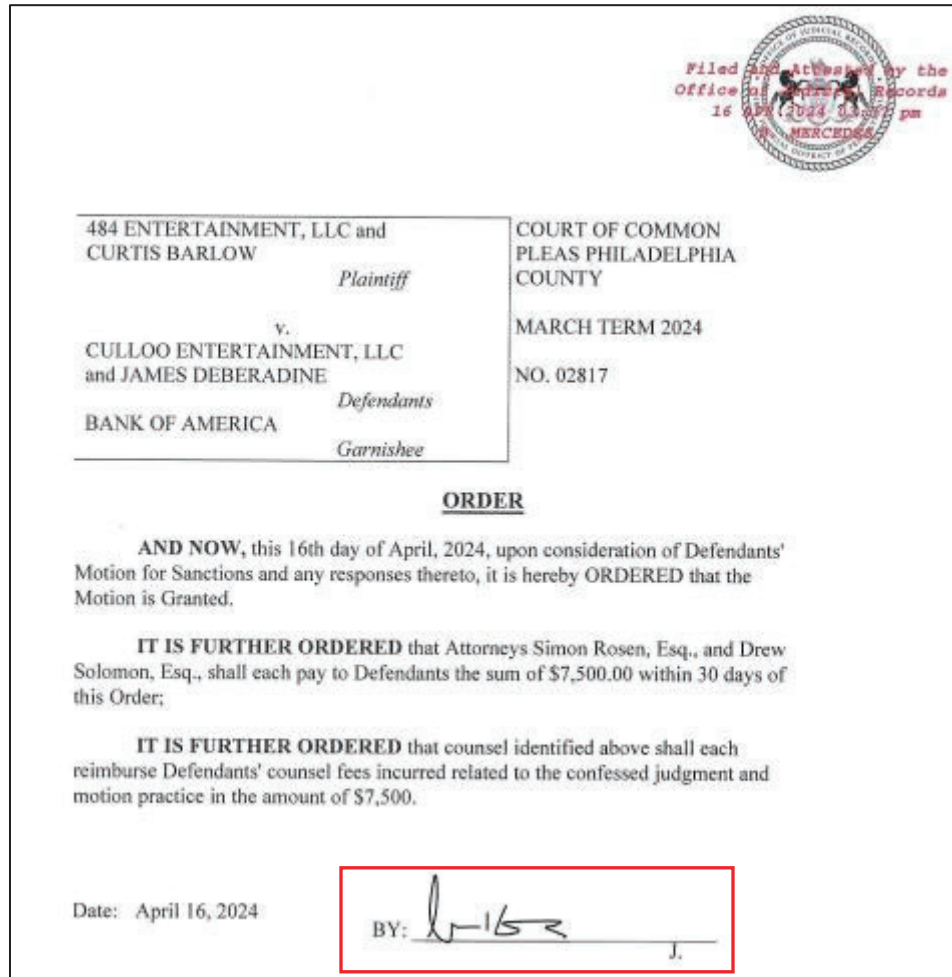 OFFICE OF JUDICIAL RECORDS
Filed and Attested by the
Office of Judicial Records
16 APR 2024 pm
MERCEDES
484 ENTERTAINMENT, LLC and
CURTIS BARLOW
Plaintiff
v.
CULLOO ENTERTAINMENT, LLC
and JAMES DEBERADINE
Defendants
BANK OF AMERICA
Garnishee
COURT OF COMMON
PLEAS PHILADELPHIA
COUNTY
MARCH TERM 2024
NO. 02817
ORDER
AND NOW, this 16th day of April, 2024, upon consideration of Defendants'
Motion for Sanctions and any responses thereto, it is hereby ORDERED that the
Motion is Granted.
IT IS FURTHER ORDERED that Attorneys Simon Rosen, Esq., and Drew
Solomon, Esq., shall each pay to Defendants the sum of $7,500.00 within 30 days of
this Order;
IT IS FURTHER ORDERED that counsel identified above shall each
reimburse Defendants' counsel fees incurred related to the confessed judgment and
motion practice in the amount of $7,500.
Date: April 16, 2024
BY:
J.